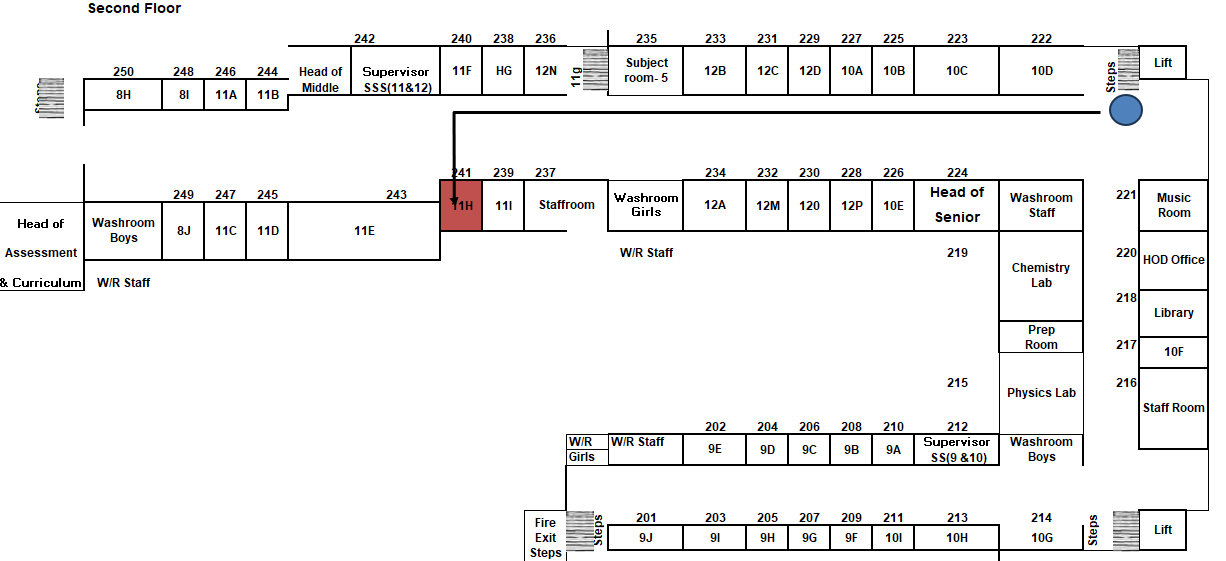 Second Floor
242 240 238 236 235 233 231 229 227 225 223 222
250 248 246 244
Head of
Middle
Supervisor
SSS(11&12)
11F HG 12N 11g
Subject
room- 5
12B 12C 12D 10A 10B 10C 10D Steps Lift
8H 8I 11A 11B
241 239 237 234 232 230 228 226 224 221
249 247 245 243
11H 11I Staffroom
Washroom
Girls
12A 12M 120 12P 10E
Head of
Senior
Washroom
Staff
Music
Room
Head of
Assessment
& Curriculum
Washroom
Boys
8J 11C 11D 11E
W/R Staff
W/R Staff
219
Chemistry
Lab
220 HOD Office
218 Library
Prep
Room
217 10F
215 Physics Lab
216 Staff Room
202 204 206 208 210 212
W/R
Girls
W/R Staff
9E 9D 9C 9B 9A
Supervisor
SS(9 &10)
Washroom
Boys
201 203 205 207 209 211 213 214
Fire
Exit
Steps
Steps
9J 9I 9H 9G 9F 10I 10H 10G Steps Lift